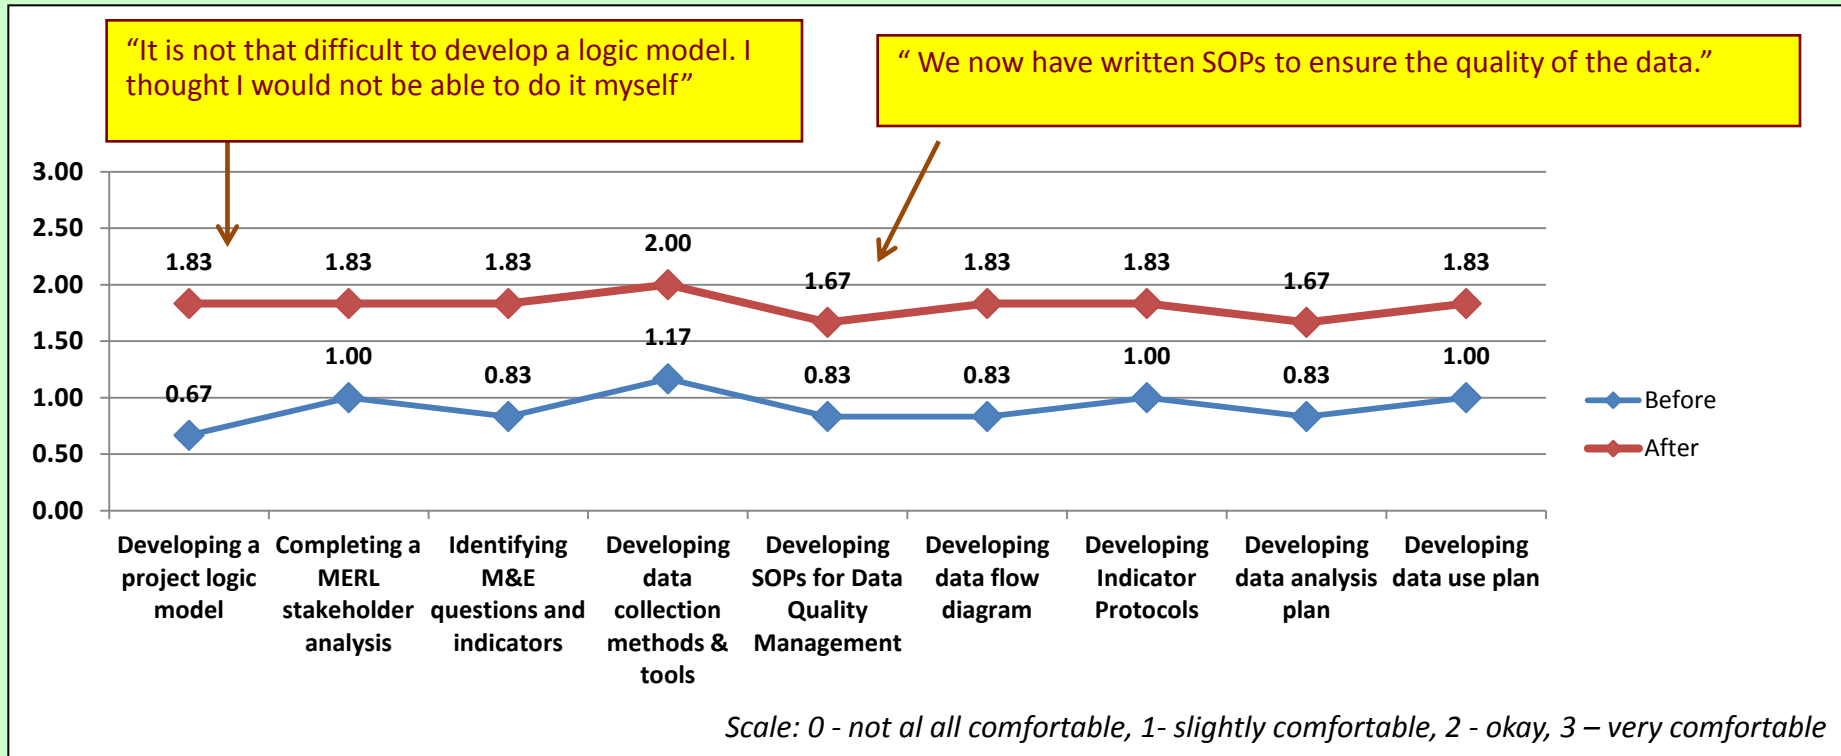 “It is not that difficult to develop a logic model. I
thought I would not be able to do it myself”
“ We now have written SOPs to ensure the quality of the data.”
3.00
2.50
2.00
1.50
1.00
0.50
0.00
1.83
1.83
1.83
2.00
1.67
1.83
1.83
1.67
1.83
0.67
1.00
0.83
1.17
0.83
0.83
1.00
0.83
1.00
Before
After
Developing a
project logic
model
Completing a
MERL
stakeholder
analysis
Identifying
M&E
questions and
indicators
Developing
data
collection
methods &
tools
Developing
SOPs for Data
Quality
Management
Developing
data flow
diagram
Developing
Indicator
Protocols
Developing
data analysis
plan
Developing
data use plan
Scale: 0 - not al all comfortable, 1- slightly comfortable, 2 - okay, 3 – very comfortable